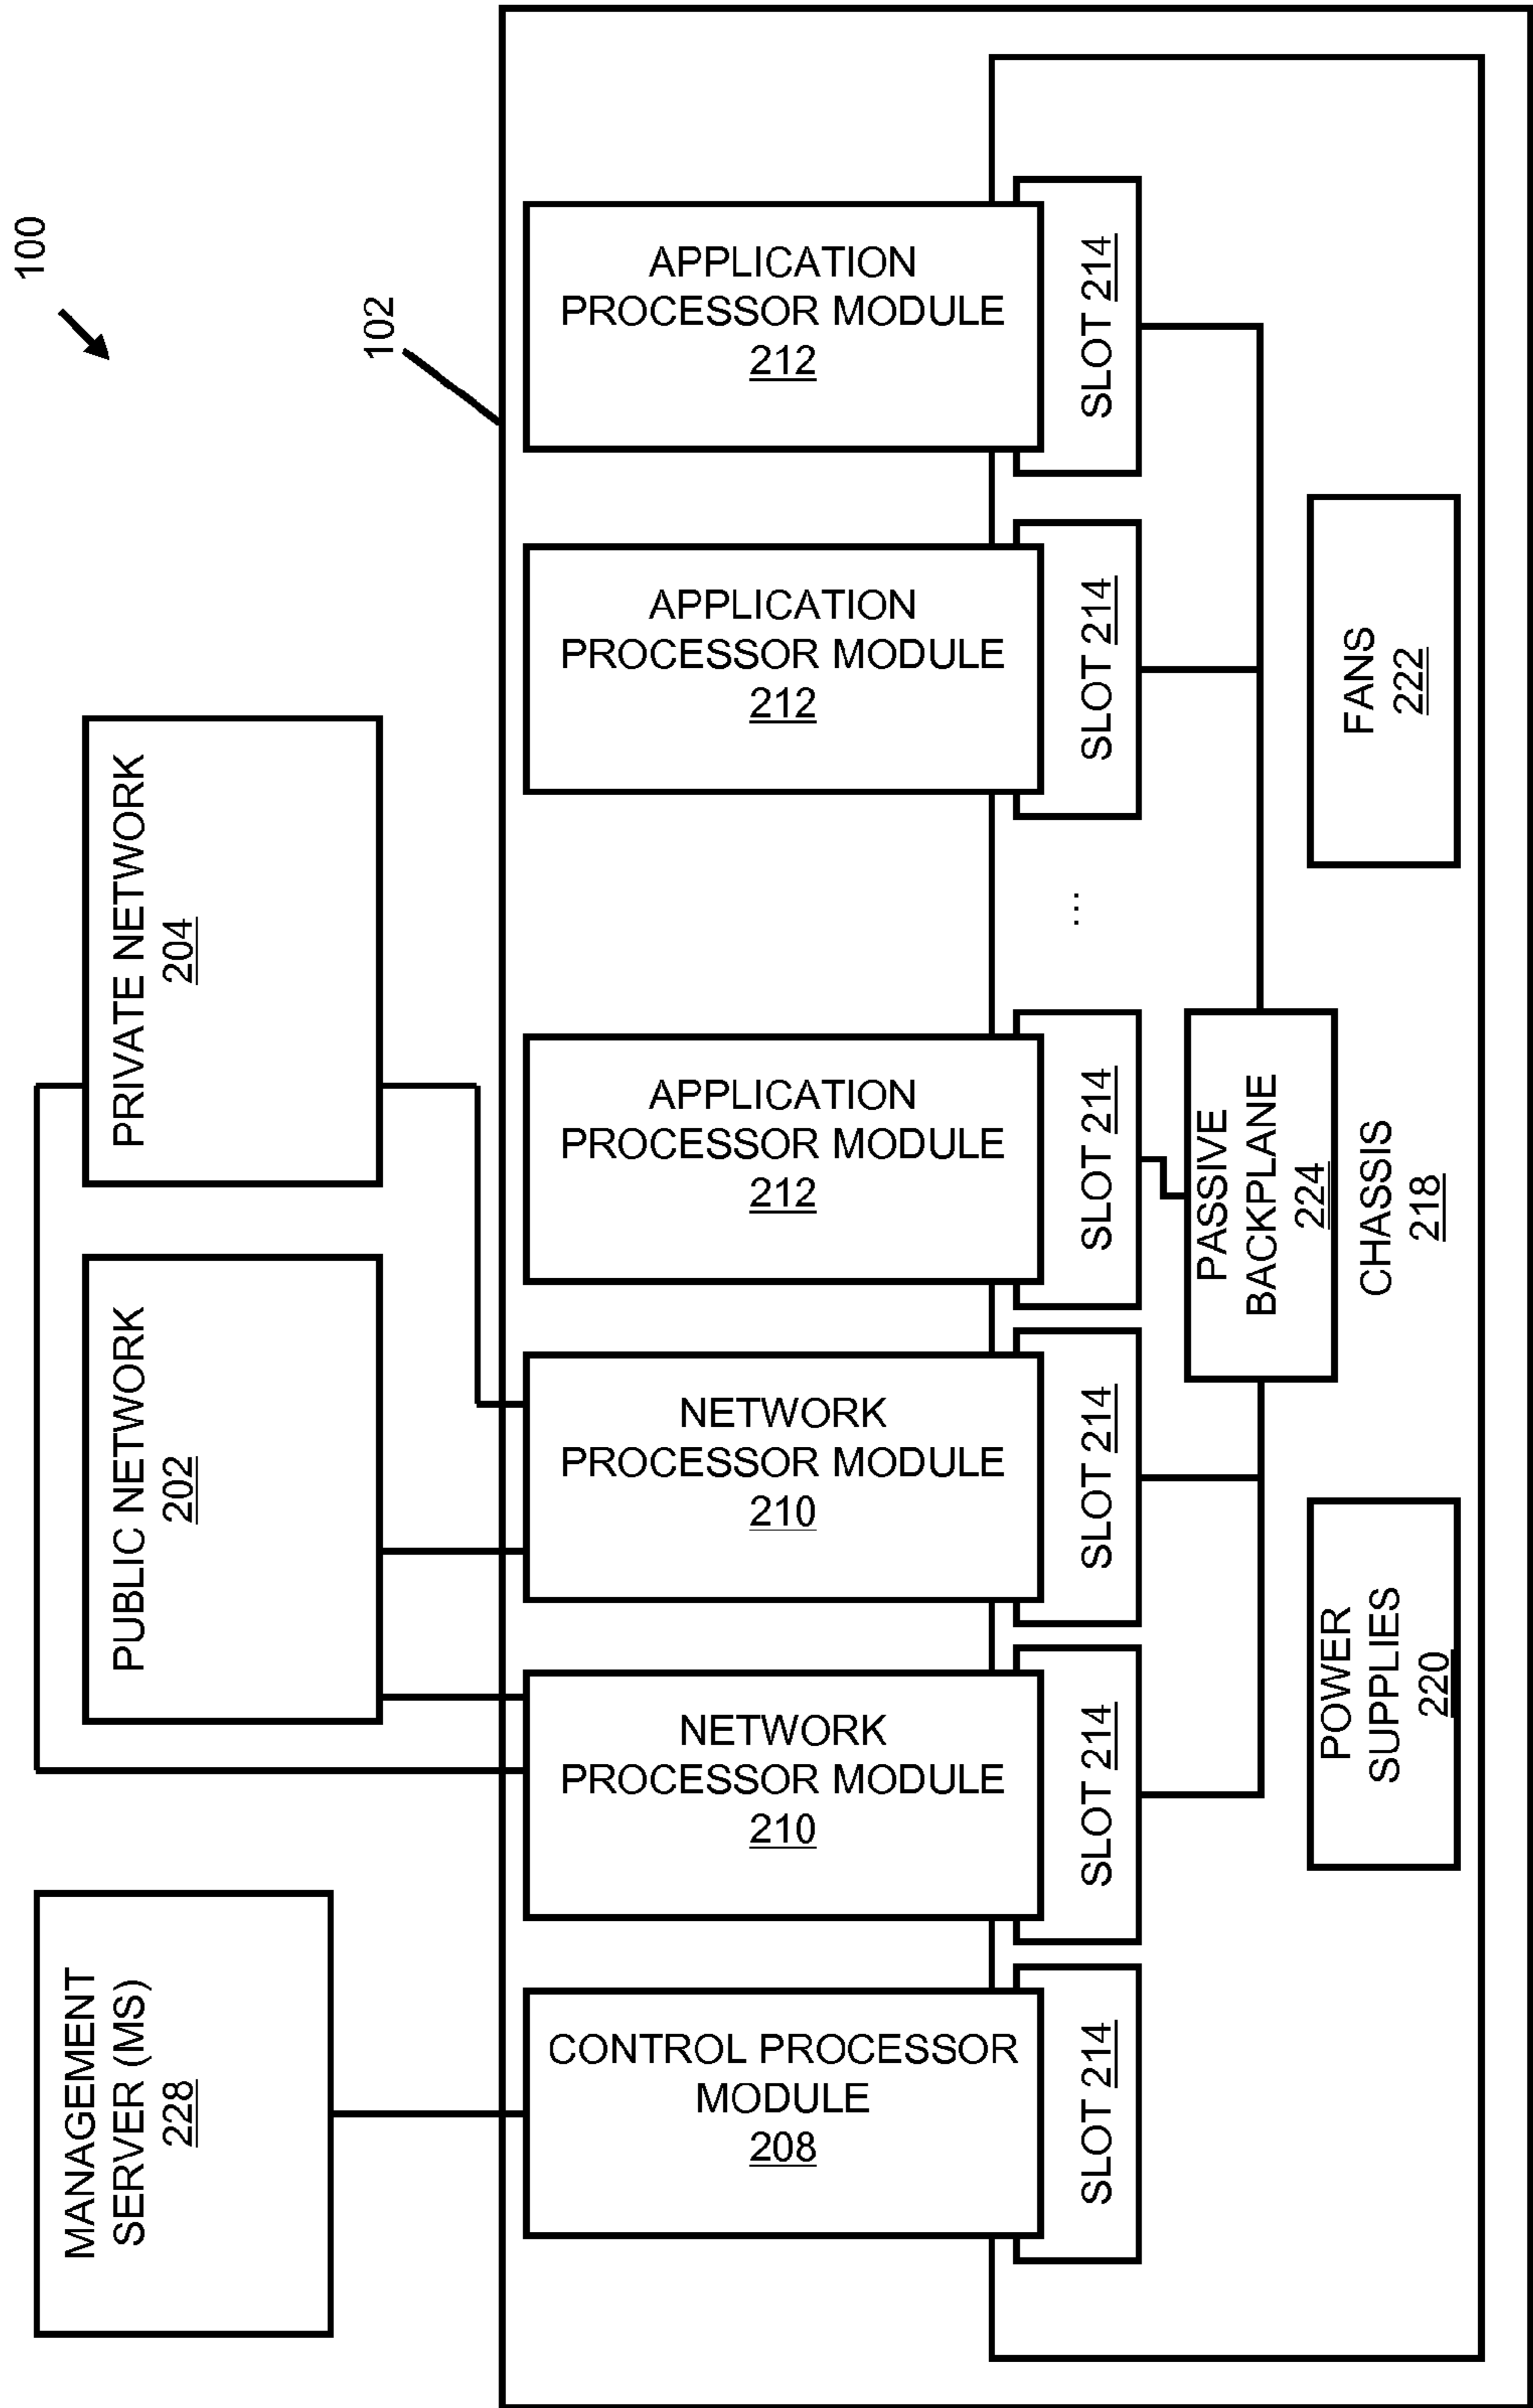 100
102
MANAGEMENT
SERVER (MS)
228
PUBLIC NETWORK
202
PRIVATE NETWORK
204
CONTROL PROCESSOR
MODULE
208
NETWORK
PROCESSOR MODULE
210
NETWORK
PROCESSOR MODULE
210
APPLICATION
PROCESSOR MODULE
212
APPLICATION
PROCESSOR MODULE
212
APPLICATION
PROCESSOR MODULE
212
SLOT 214
SLOT 214
SLOT 214
SLOT 214
...
SLOT 214
SLOT 214
PASSIVE
BACKPLANE
224
POWER
SUPPLIES
220
CHASSIS
218
FANS
222